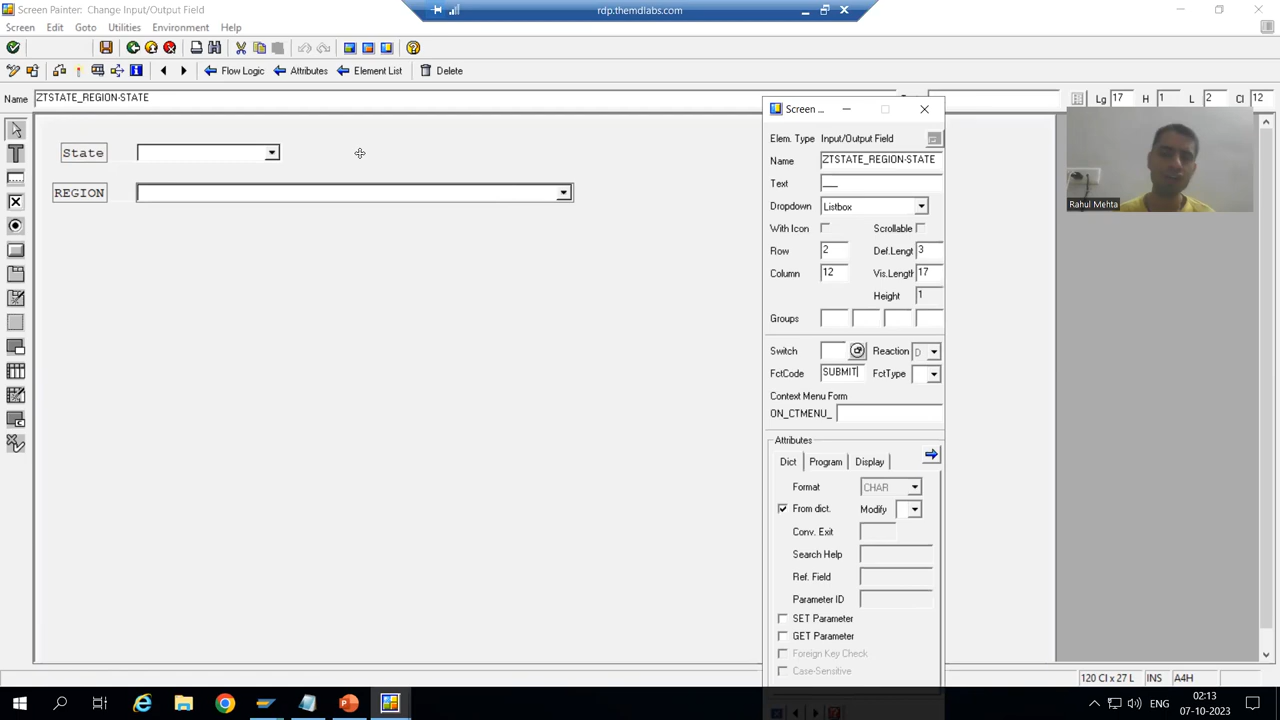 Screen Painter: Change Input/Output Field
rdp.themdlabs.com
Screen Edit Goto Utilities Environment Help
Flow Logic Attributes Element List Delete
Name ZTSTATE_REGION-STATE Lg 17 H 1 L 2 Cl 12
State
REGION
Screen ...
Elem. Type Input/Output Field
Name ZTSTATE_REGION-STATE
Text ___
Dropdown Listbox
With Icon Scrollable
Row 2 Def.Lengt 3
Column 12 Vis.Lengt 17
Height 1
Groups
Switch Reaction D
FctCode SUBMIT FctType
Context Menu Form
ON_CTMENU_
Attributes
Dict Program Display
Format CHAR
From dict. Modify
Conv. Exit
Search Help
Ref. Field
Parameter ID
SET Parameter
GET Parameter
Foreign Key Check
Case-Sensitive
Rahul Mehta
120 Cl x 27 L INS A4H
ENG 02:13
07-10-2023